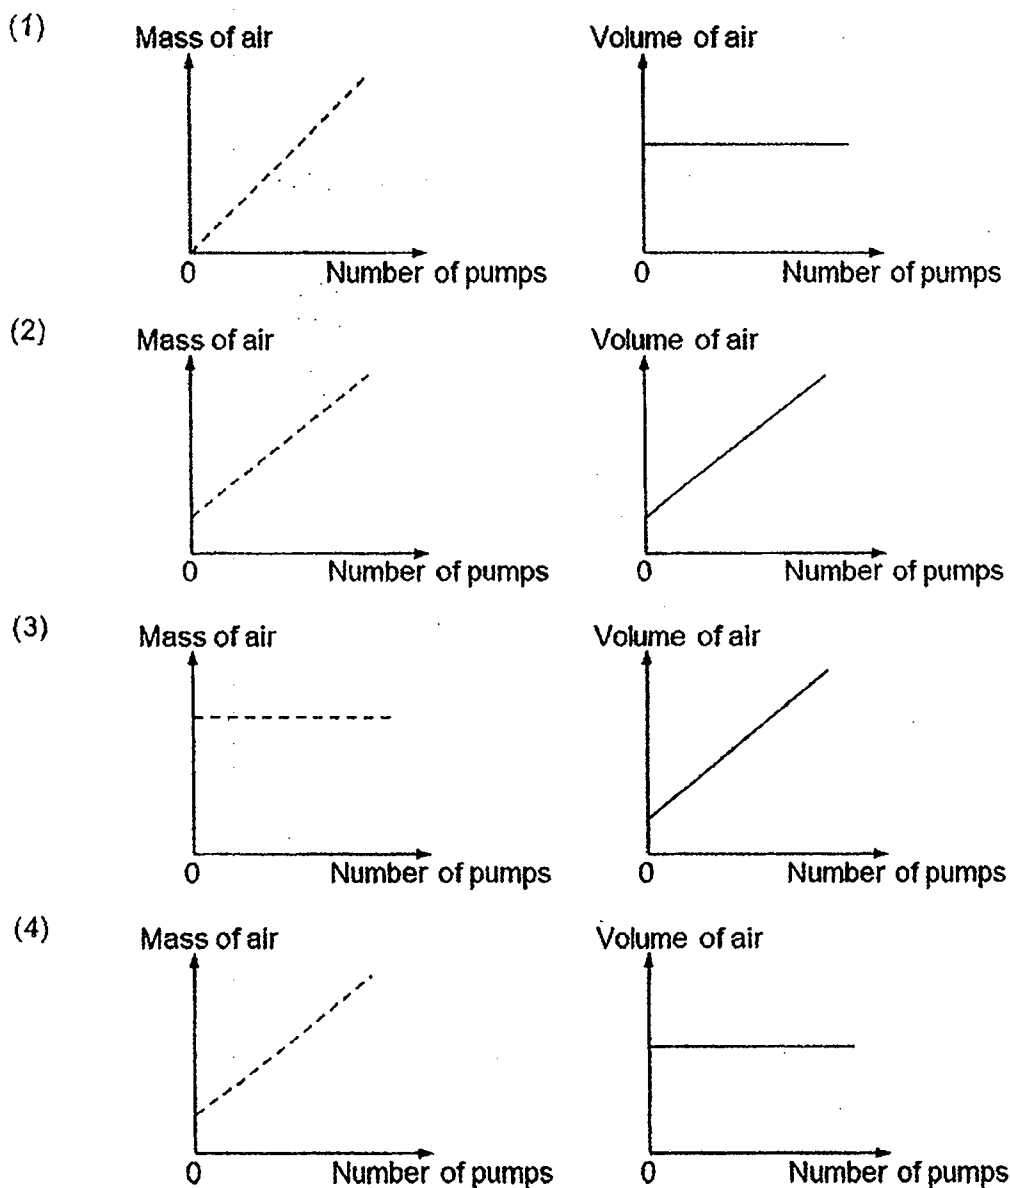 (1)
Mass of air
Volume of air
0
Number of pumps
0
Number of pumps
(2)
Mass of air
Volume of air
0
Number of pumps
0
Number of pumps
(3)
Mass of air
Volume of air
0
Number of pumps
0
Number of pumps
(4)
Mass of air
Volume of air
0
Number of pumps
0
Number of pumps